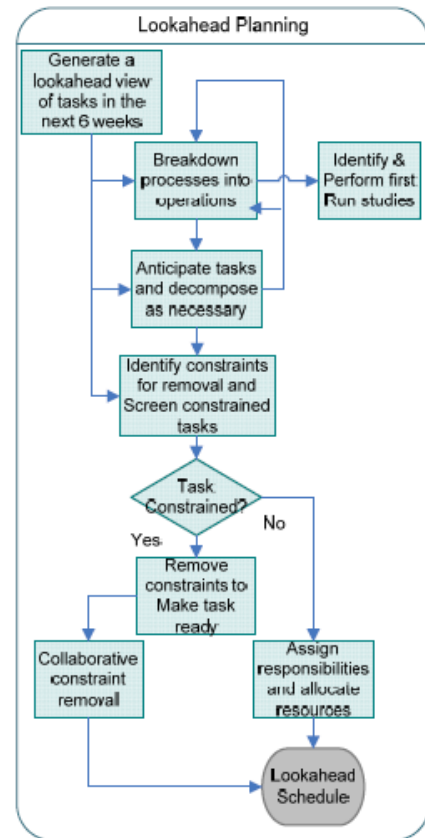 Lookahead Planning
Generate a
lookahead view
of tasks in the
next 6 weeks
Breakdown
processes into
operations
Identify &
Perform first
Run studies
Anticipate tasks
and decompose
as necessary
Identify constraints
for removal and
Screen constrained
tasks
Task
Constrained?
No
Yes
Remove
constraints to
Make task
ready
Collaborative
constraint
removall
Assign
responsibilities
and allocate
resources
Lookahead
Schedule